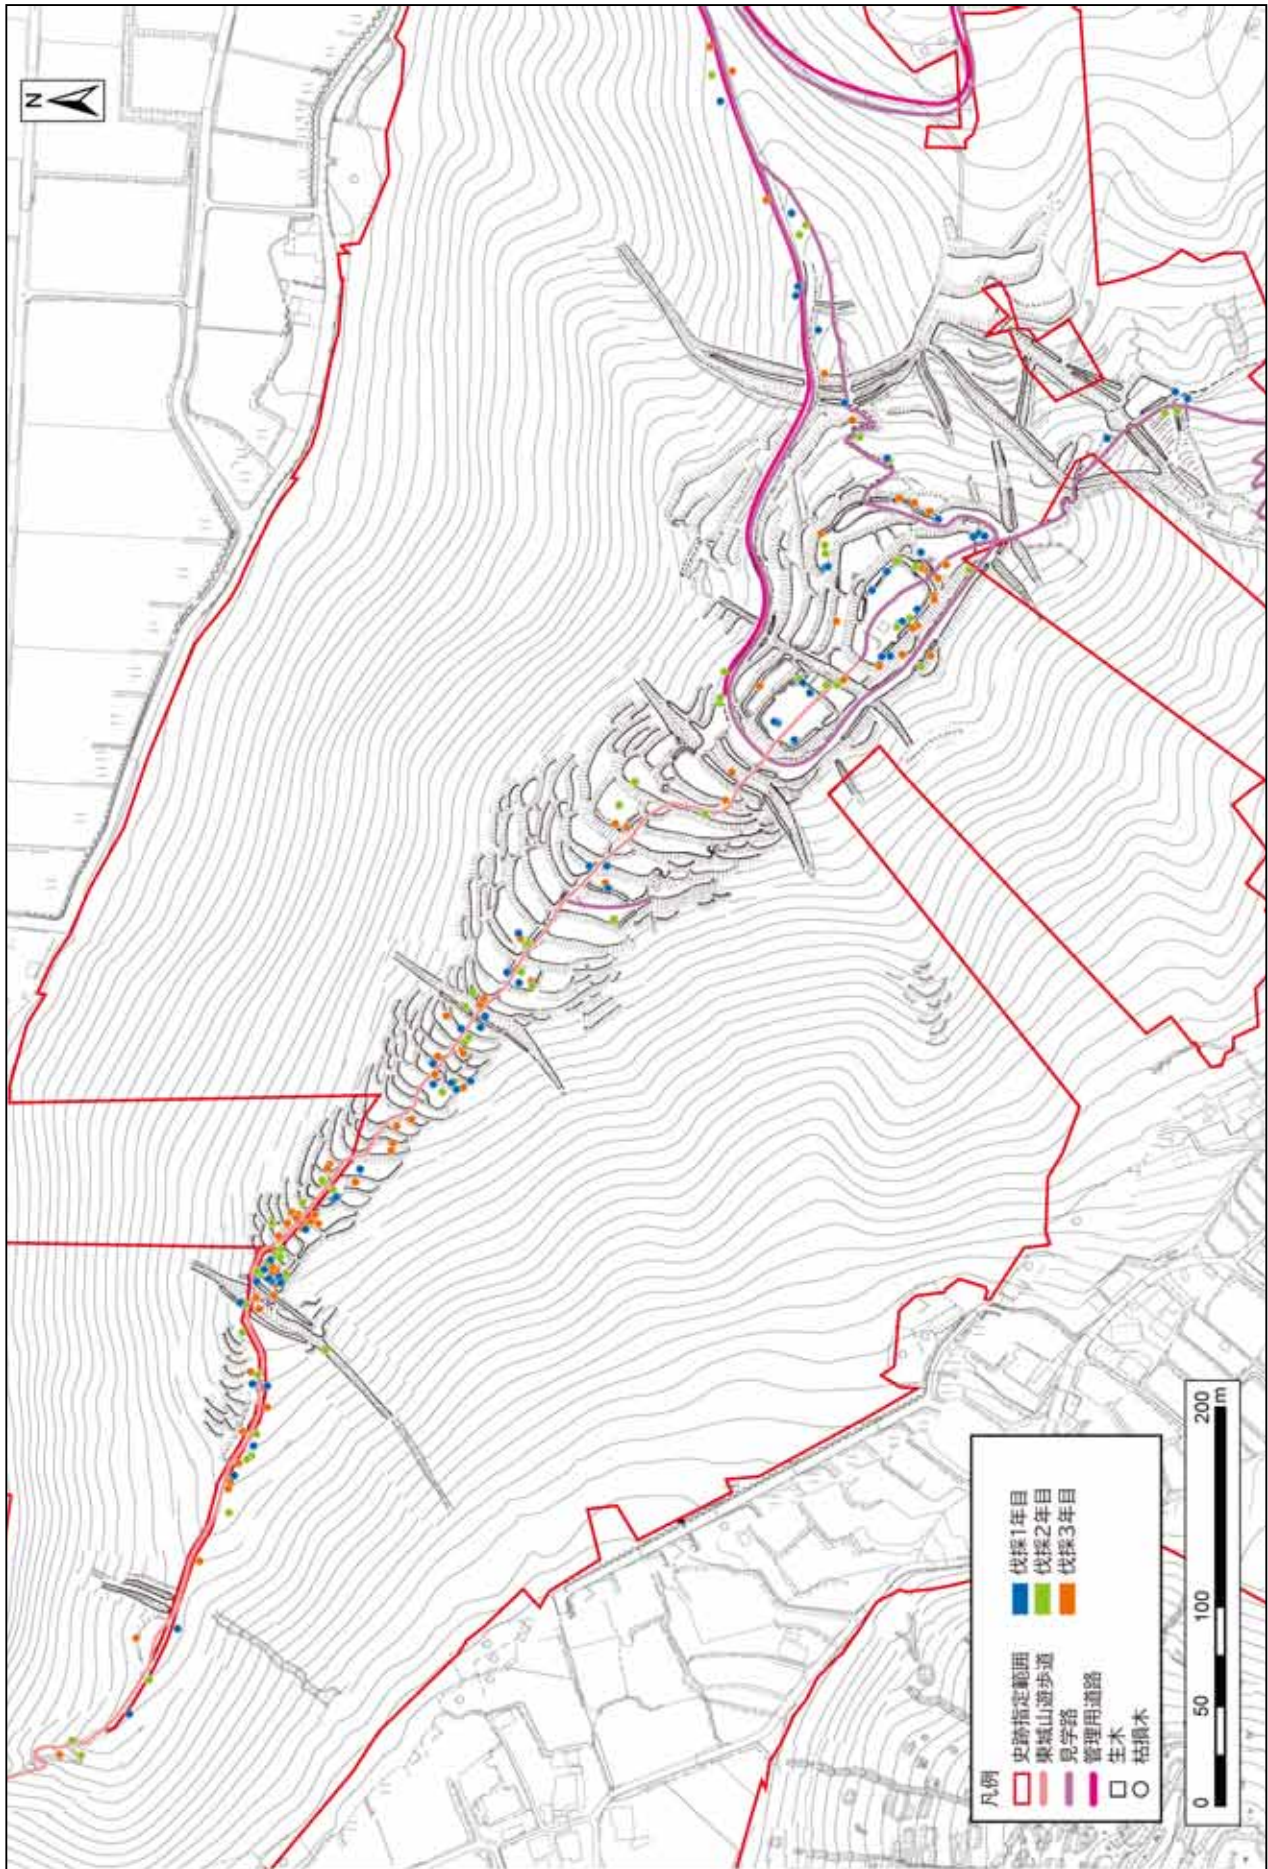 N
凡例
史跡指定範囲
東城山遊歩道
見学路
管理用道路
生木
枯損木
伐採1年目
伐採2年目
伐採3年目
0 50 100 200
m